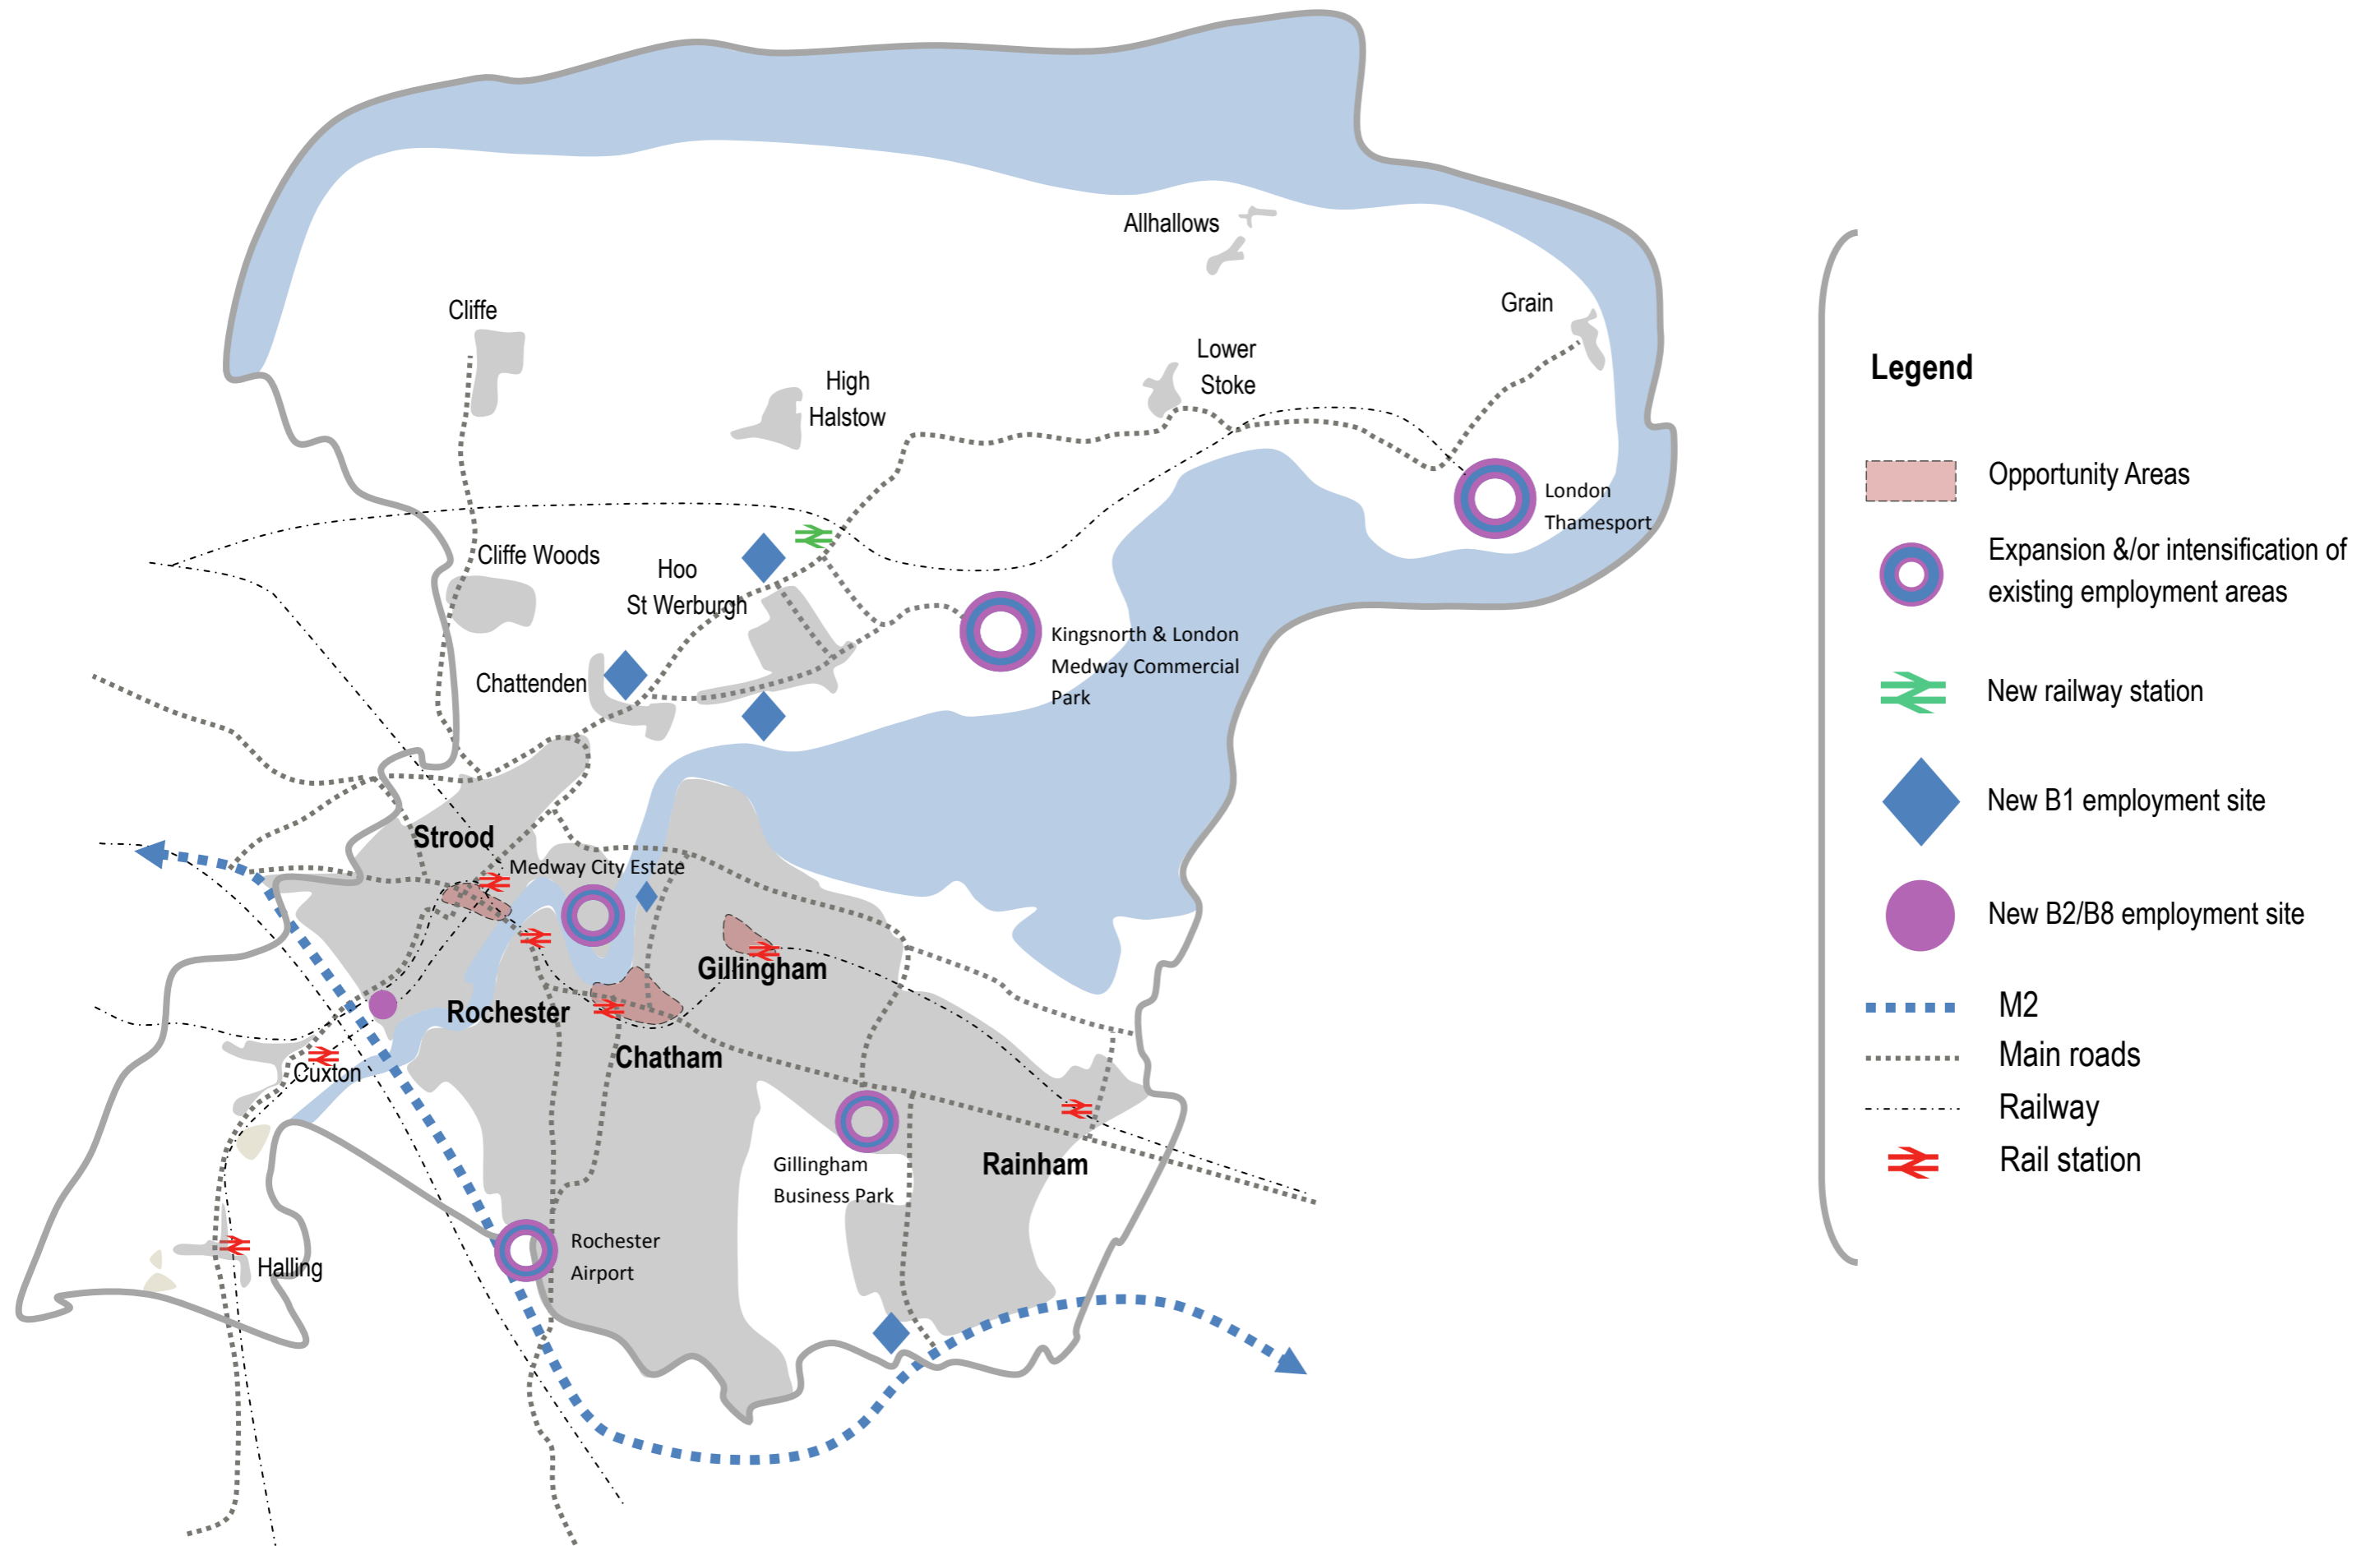 Allhallows
Grain
Cliffe
Lower
Stoke
High
Halstow
London
Thamesport
Cliffe Woods
Hoo
St Werburgh
Kingsnorth & London
Medway Commercial
Park
Chattenden
Strood
Medway City Estate
Gillingham
Rochester
Chatham
Cuxton
Rainham
Gillingham
Business Park
Rochester
Airport
Halling
Legend
Opportunity Areas
Expansion &/or intensification of
existing employment areas
New railway station
New B1 employment site
New B2/B8 employment site
M2
Main roads
Railway
Rail station